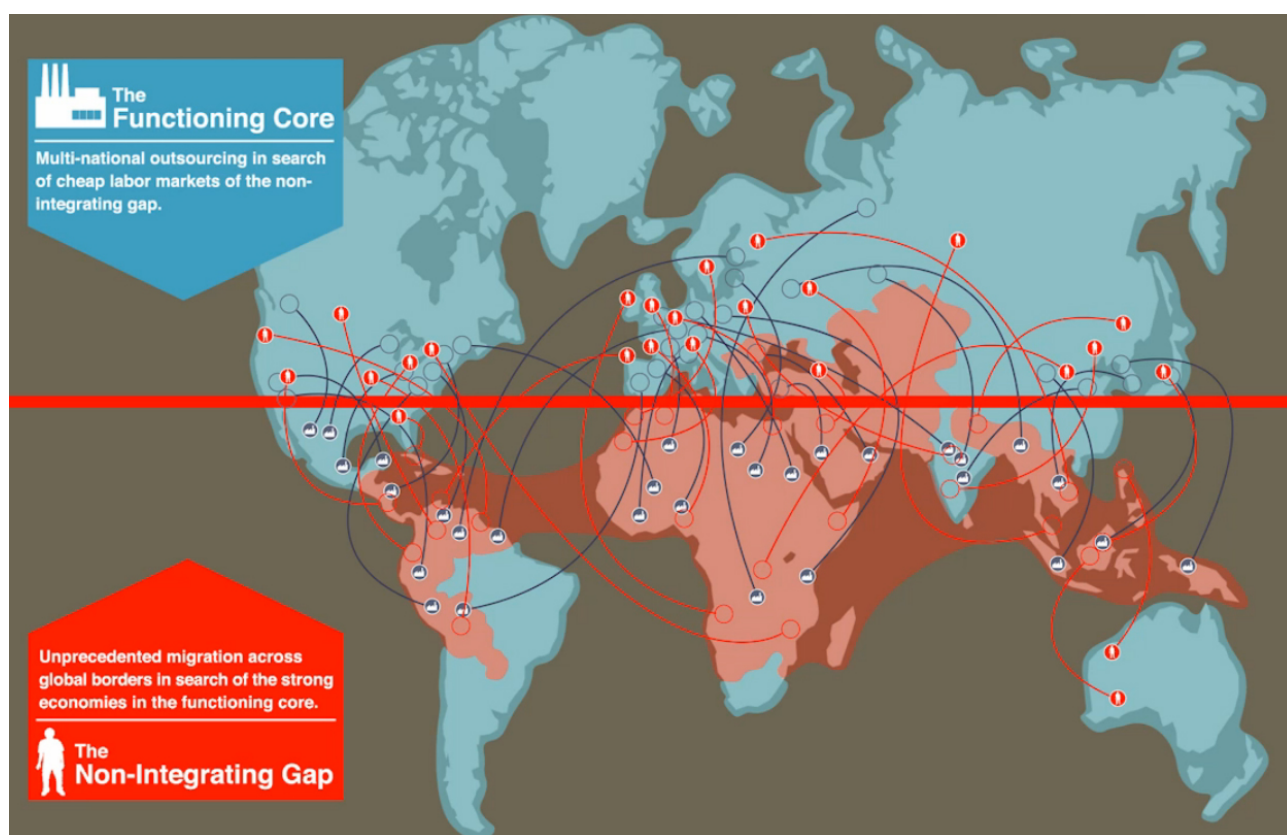 The
Functioning Core
Multi-national outsourcing in search
of cheap labor markets of the non-
integrating gap.
Unprecedented migration across
global borders in search of the strong
economies in the functioning core.
The
Non-Integrating Gap